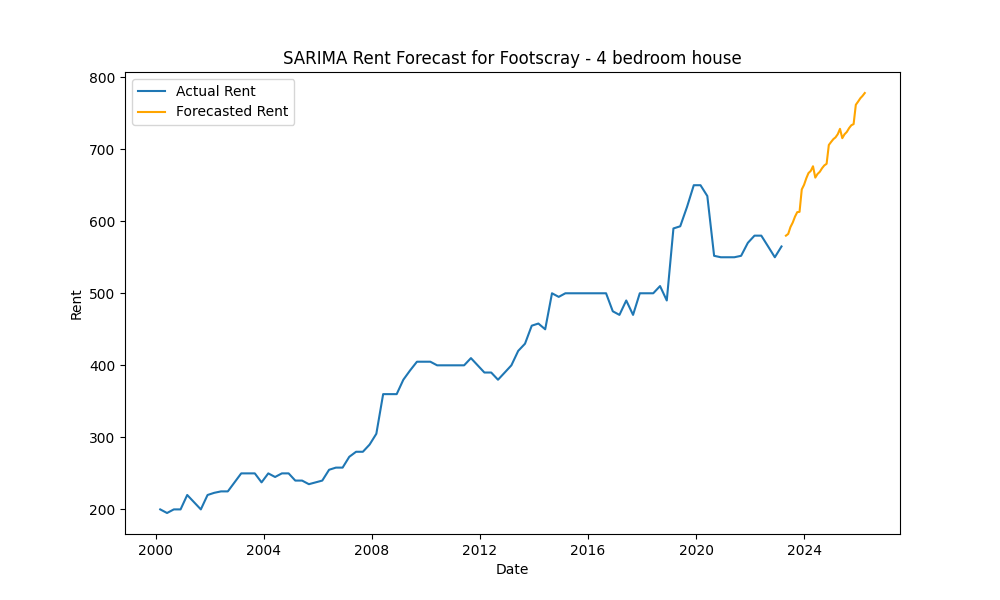 SARIMA Rent Forecast for Footscray - 4 bedroom house
Actual Rent
Forecasted Rent
800
700
600
500
400
300
200
Rent
2000 2004 2008 2012 2016 2020 2024
Date